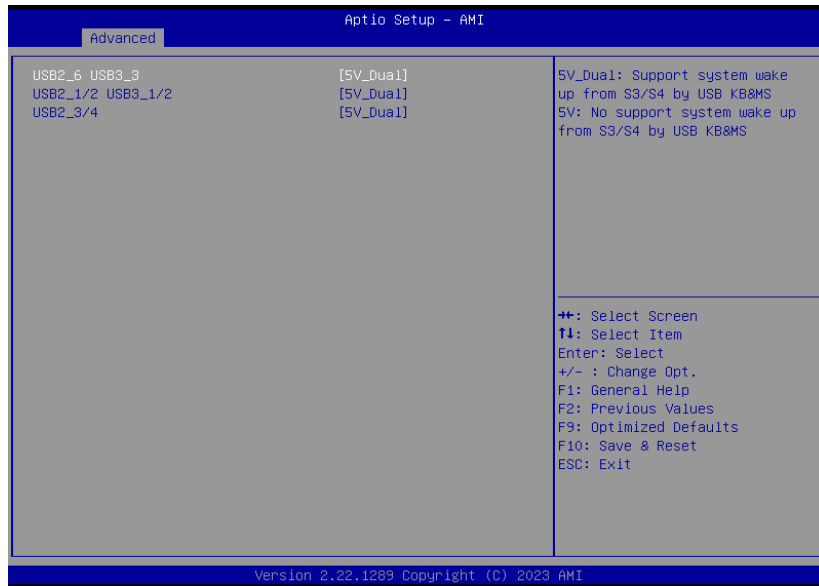 Aptio Setup – AMI
Advanced
USB2_6 USB3_3 [5V_Dual]
USB2_1/2 USB3_1/2 [5V_Dual]
USB2_3/4 [5V_Dual]
5V_Dual: Support system wake
up from S3/S4 by USB KB&MS
5V: No support system wake up
from S3/S4 by USB KB&MS
→←: Select Screen
↑↓: Select Item
Enter: Select
+/- : Change Opt.
F1: General Help
F2: Previous Values
F9: Optimized Defaults
F10: Save & Reset
ESC: Exit
Version 2.22.1289 Copyright (C) 2023 AMI